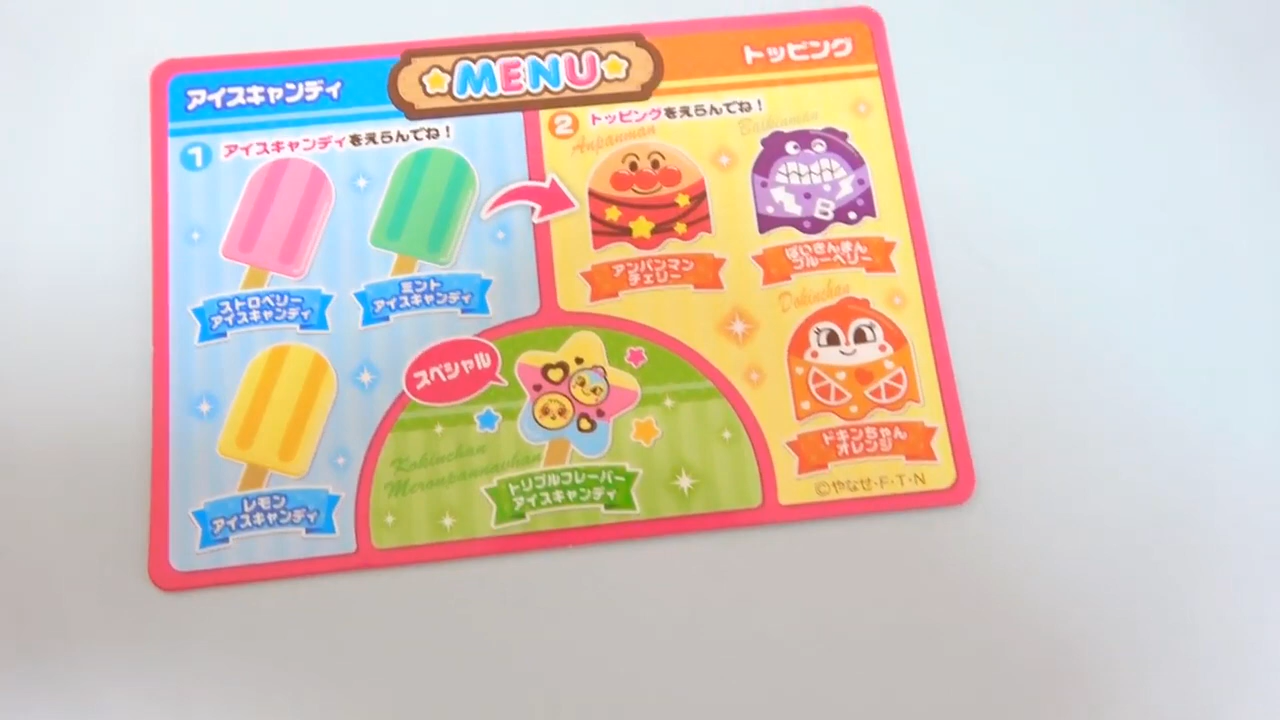 MENU
アイスキャンディ
トッピング
1 アイスキャンディをえらんでね!
2 トッピングをえらんでね!
Anpanman
Baikinman
ストロベリー
アイスキャンディ
ミント
アイスキャンディ
アンパンマン
チェリー
ばいきんまん
ブルーベリー
B
Dokinchan
レモン
アイスキャンディ
スペシャル
Kokinchan
Meronpannachan
トリプルフレーバー
アイスキャンディ
ドキンちゃん
オレンジ
©やなせ・F・T・N